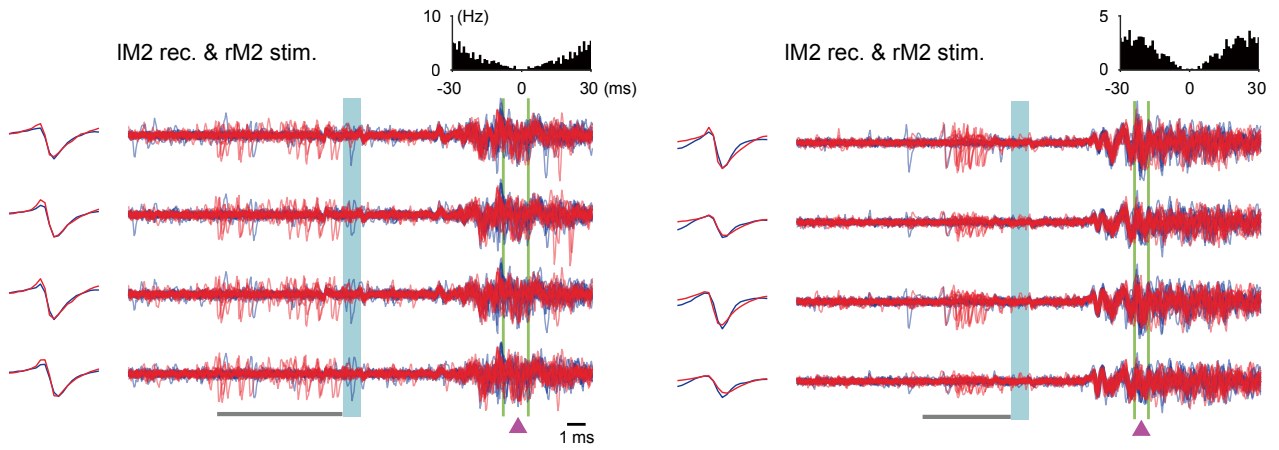 10 (Hz)
lM2 rec. & rM2 stim.
0
-30 0 30 (ms)
1 ms
5
lM2 rec. & rM2 stim.
0
-30 0 30